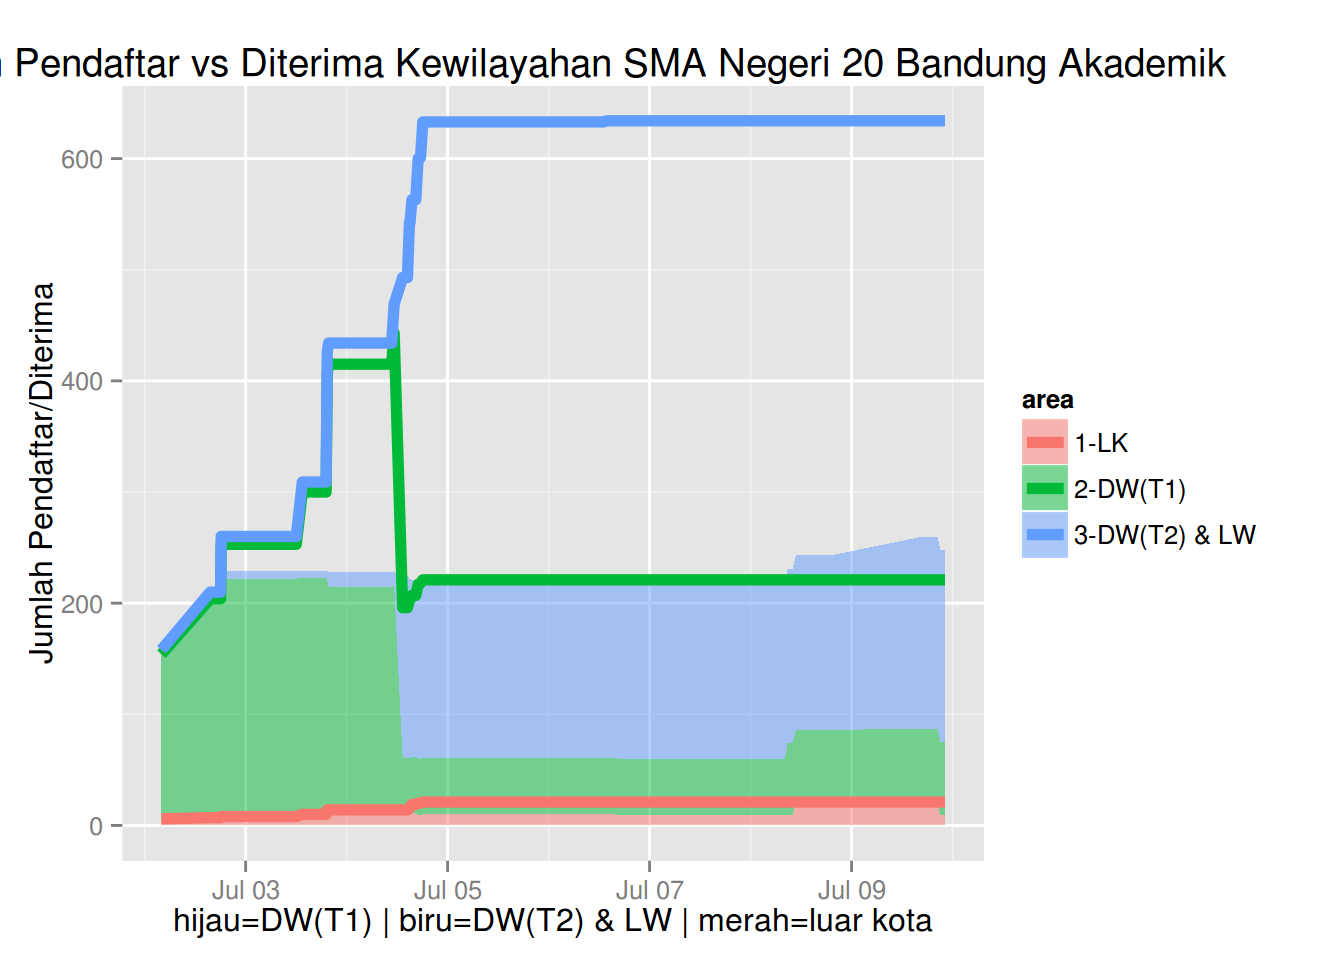 Pendaftar vs Diterima Kewilayahan SMA Negeri 20 Bandung Akademik
Jumlah Pendaftar/Diterima
600
400
200
0
Jul 03
Jul 05
Jul 07
Jul 09
hijau=DW(T1) | biru=DW(T2) & LW | merah=luar kota
area
1-LK
2-DW(T1)
3-DW(T2) & LW